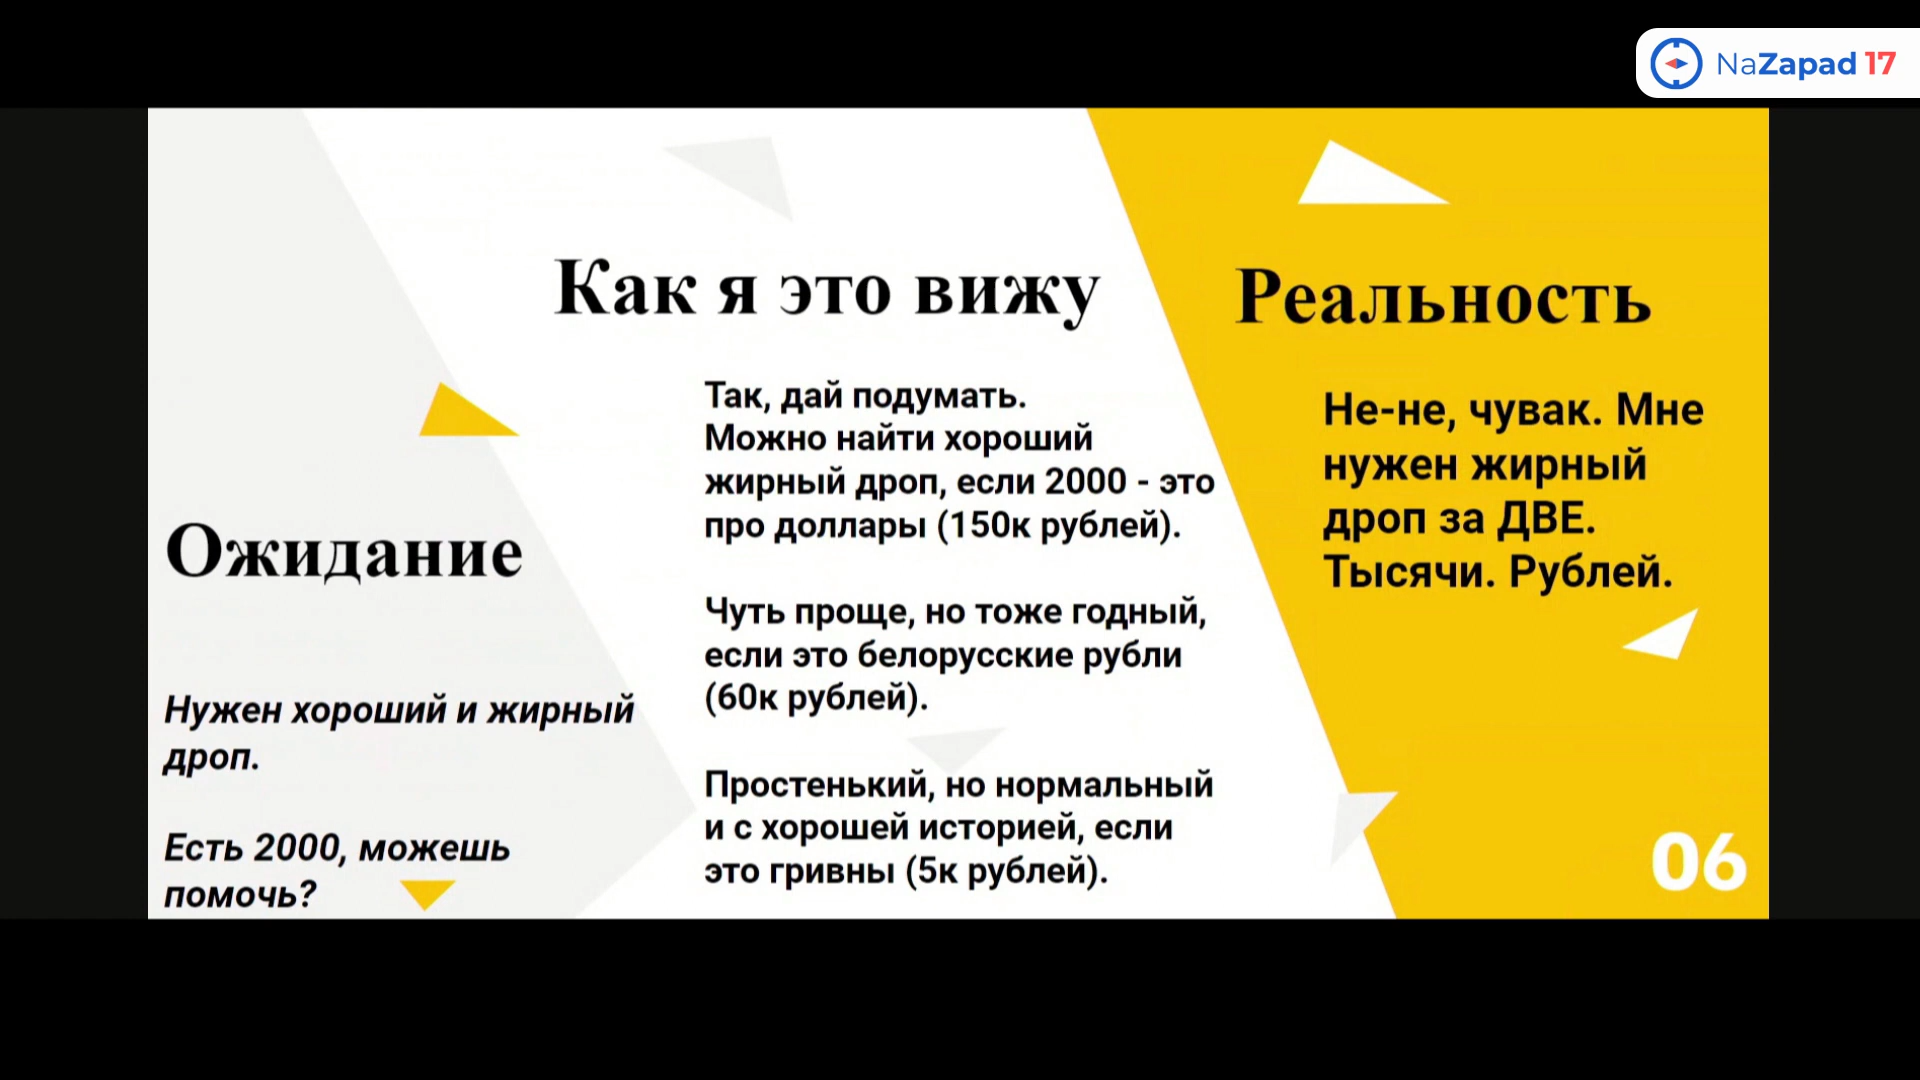 NaZapad 17
Ожидание
Нужен хороший и жирный
дроп.
Есть 2000, можешь
помочь?
Как я это вижу
Так, дай подумать.
Можно найти хороший
жирный дроп, если 2000 - это
про доллары (150к рублей).
Чуть проще, но тоже годный,
если это белорусские рубли
(60к рублей).
Простенький, но нормальный
и с хорошей историей, если
это гривны (5к рублей).
Реальность
Не-не, чувак. Мне
нужен жирный
дроп за ДВЕ.
Тысячи. Рублей.
06